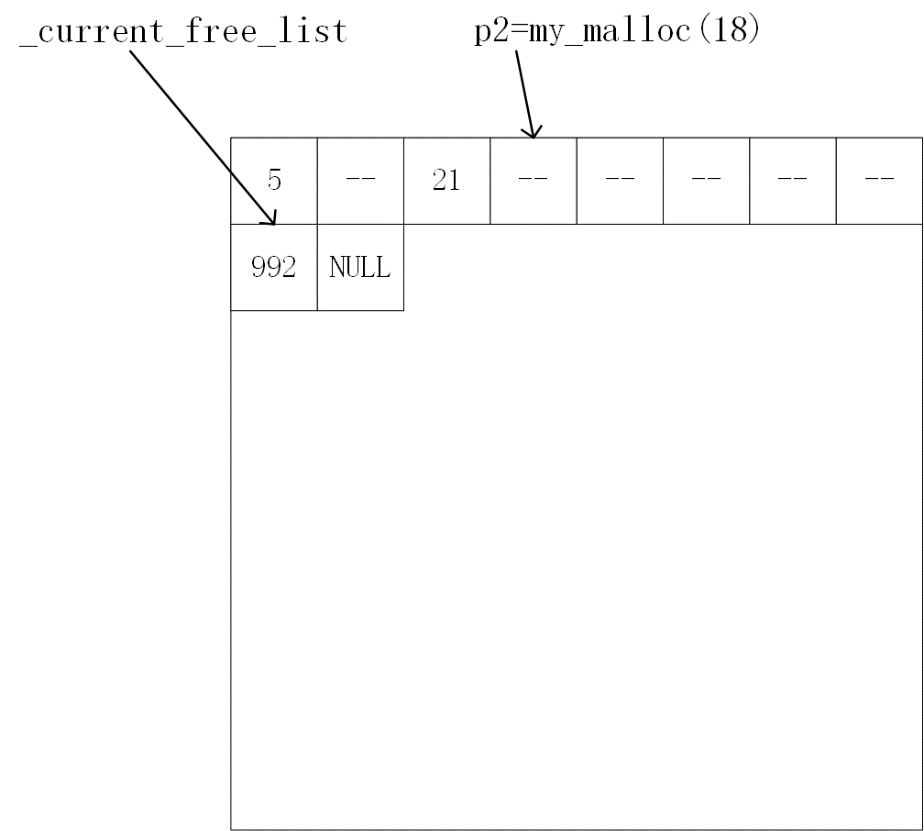 _current_free_list p2=my_malloc(18)
5 -- 21 -- -- -- -- --
992 NULL